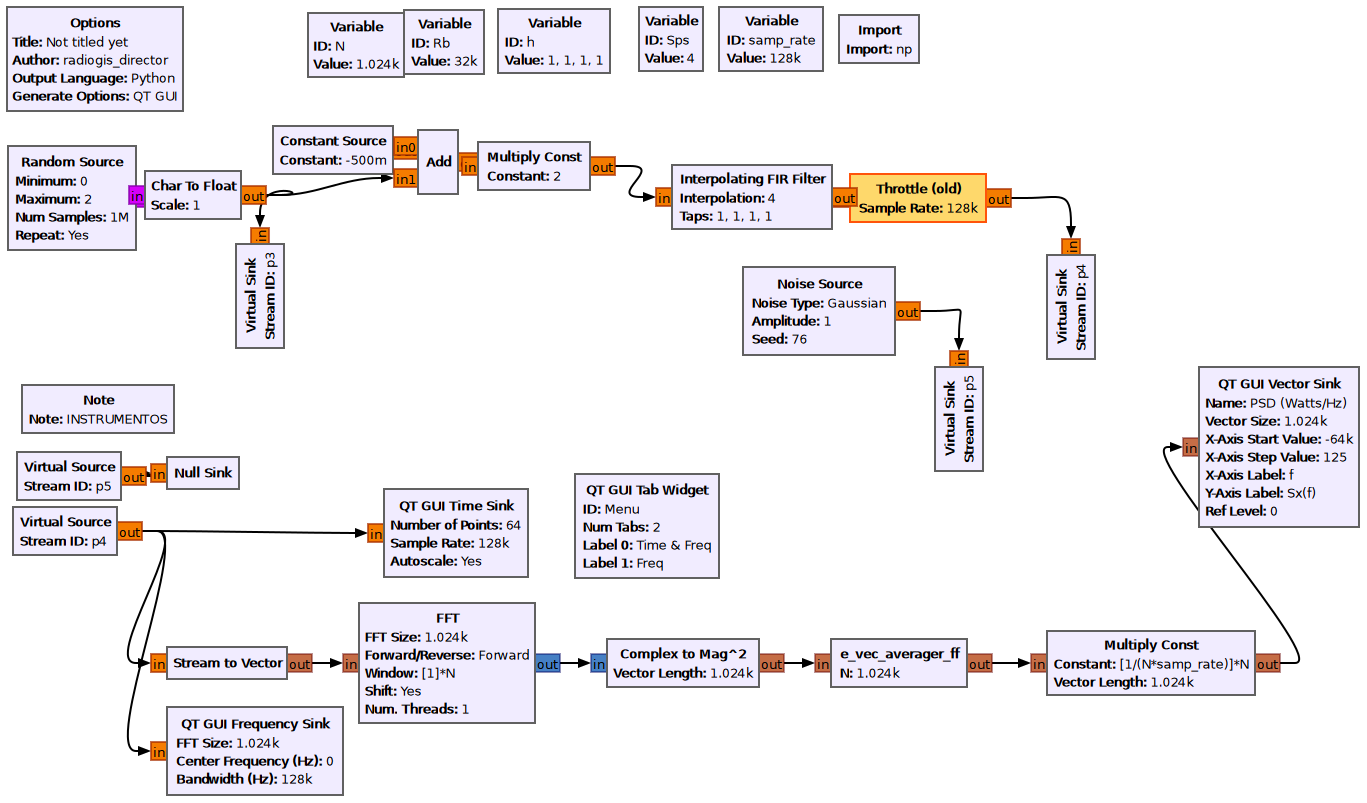 Options
Title: Not titled yet
Author: radiogis_director
Output Language: Python
Generate Options: QT GUI
Variable
ID: N
Value: 1.024k
Variable
ID: Rb
Value: 32k
Variable
ID: h
Value: 1, 1, 1, 1
Variable
ID: Sps
Value: 4
Variable
ID: samp_rate
Value: 128k
Import
Import: np
Random Source
Minimum: 0
Maximum: 2
Num Samples: 1M
Repeat: Yes
in
Char To Float
Scale: 1
out
in
Virtual Sink
Stream ID: p3
Constant Source
Constant: -500m
in0
in1
Add
in
Multiply Const
Constant: 2
out
in
Interpolating FIR Filter
Interpolation: 4
Taps: 1, 1, 1, 1
out
Throttle (old)
Sample Rate: 128k
out
in
Virtual Sink
Stream ID: p4
Noise Source
Noise Type: Gaussian
Amplitude: 1
Seed: 76
out
in
Virtual Sink
Stream ID: p5
Note
Note: INSTRUMENTOS
Virtual Source
Stream ID: p5
out
in
Null Sink
Virtual Source
Stream ID: p4
out
in
QT GUI Time Sink
Number of Points: 64
Sample Rate: 128k
Autoscale: Yes
QT GUI Tab Widget
ID: Menu
Num Tabs: 2
Label 0: Time & Freq
Label 1: Freq
in
QT GUI Vector Sink
Name: PSD (Watts/Hz)
Vector Size: 1.024k
X-Axis Start Value: -64k
X-Axis Step Value: 125
X-Axis Label: f
Y-Axis Label: Sx(f)
Ref Level: 0
in
Stream to Vector
out
in
FFT
FFT Size: 1.024k
Forward/Reverse: Forward
Window: [1]*N
Shift: Yes
Num. Threads: 1
out
in
Complex to Mag^2
Vector Length: 1.024k
out
in
e_vec_averager_ff
N: 1.024k
out
in
Multiply Const
Constant: [1/(N*samp_rate)]*N
Vector Length: 1.024k
out
in
QT GUI Frequency Sink
FFT Size: 1.024k
Center Frequency (Hz): 0
Bandwidth (Hz): 128k